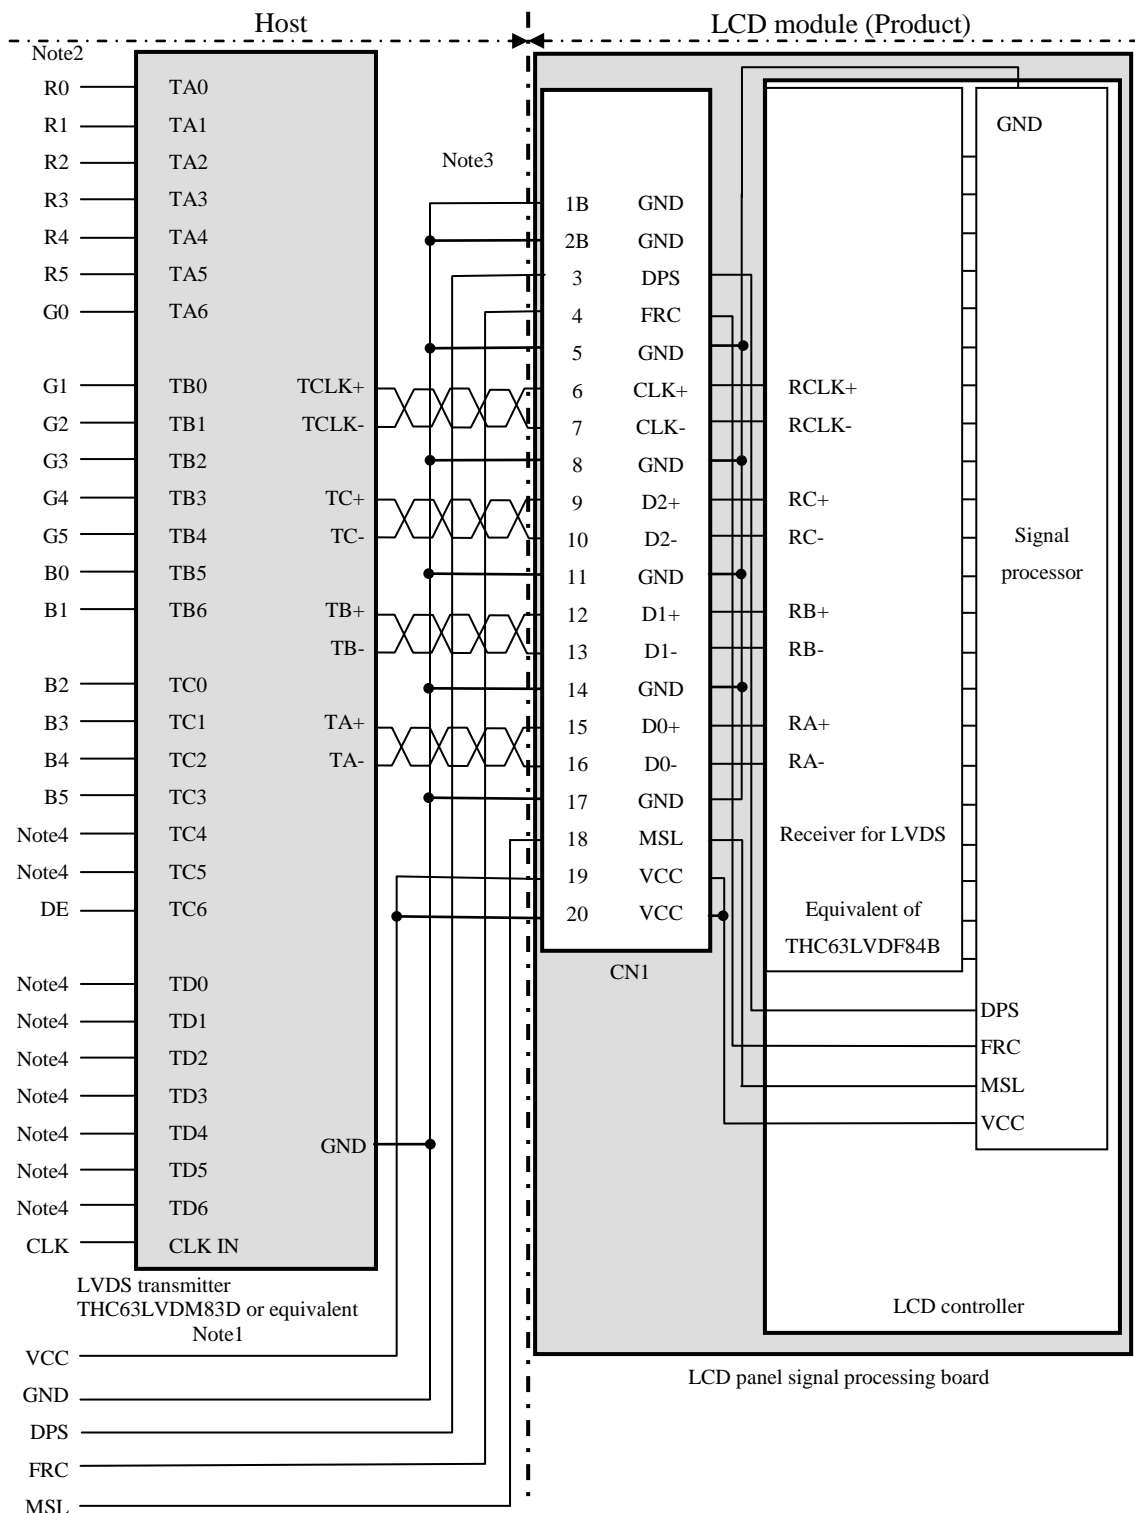 Host
LCD module (Product)
Note2
R0 TA0
R1 TA1
R2 TA2
R3 TA3
R4 TA4
R5 TA5
G0 TA6
G1 TB0 TCLK+
G2 TB1 TCLK-
G3 TB2
G4 TB3 TC+
G5 TB4 TC-
B0 TB5
B1 TB6 TB+
TB-
B2 TC0
B3 TC1 TA+
B4 TC2 TA-
B5 TC3
Note4 TC4
Note4 TC5
DE TC6
Note4 TD0
Note4 TD1
Note4 TD2
Note4 TD3
Note4 TD4 GND
Note4 TD5
Note4 TD6
CLK CLK IN
LVDS transmitter
THC63LVDM83D or equivalent
Note1
VCC
GND
DPS
FRC
MSL
Note3
1B GND
2B GND
3 DPS
4 FRC
5 GND
6 CLK+
7 CLK-
8 GND
9 D2+
10 D2-
11 GND
12 D1+
13 D1-
14 GND
15 D0+
16 D0-
17 GND
18 MSL
19 VCC
20 VCC
CN1
RCLK+
RCLK-
RC+
RC-
RB+
RB-
RA+
RA-
Receiver for LVDS
Equivalent of
THC63LVDF84B
GND
Signal
processor
DPS
FRC
MSL
VCC
LCD controller
LCD panel signal processing board